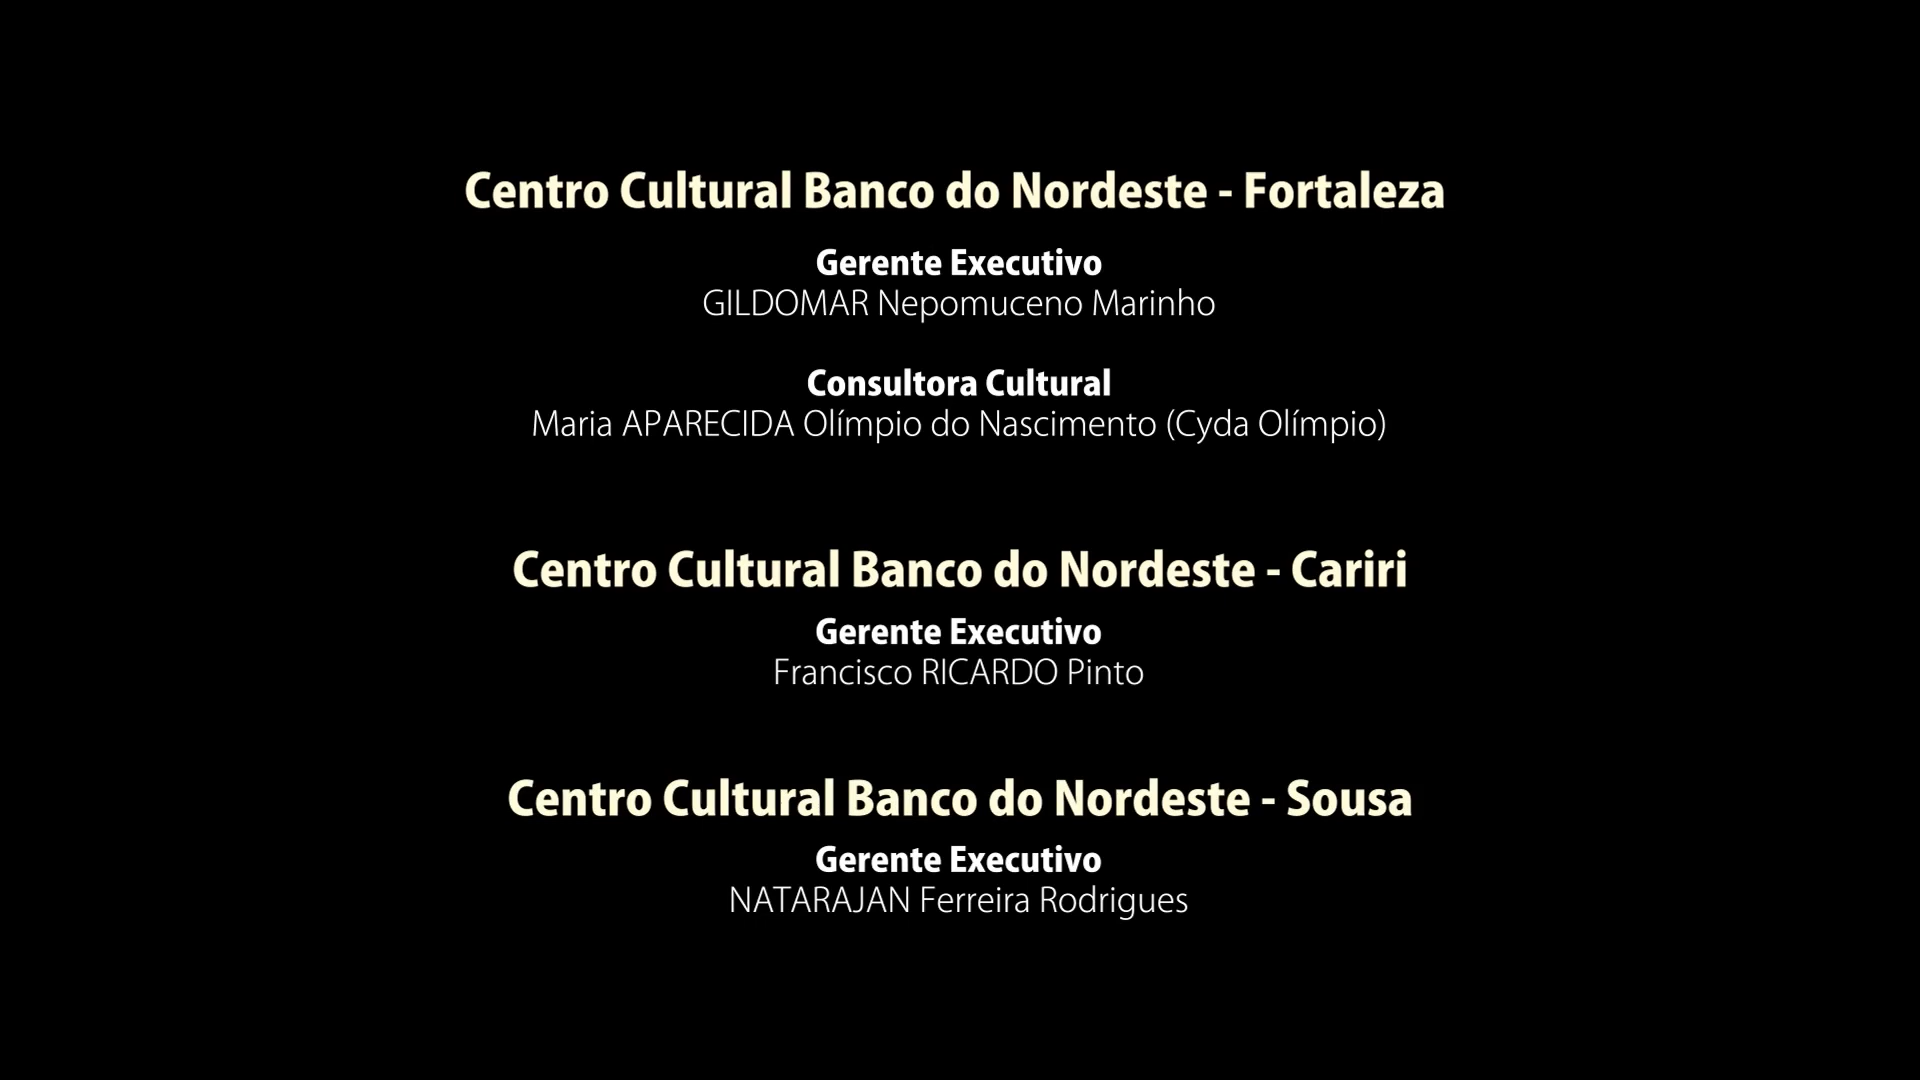 Centro Cultural Banco do Nordeste - Fortaleza
Gerente Executivo
GILDOMAR Nepomuceno Marinho
Consultora Cultural
Maria APARECIDA Olímpio do Nascimento (Cyda Olímpio)
Centro Cultural Banco do Nordeste - Cariri
Gerente Executivo
Francisco RICARDO Pinto
Centro Cultural Banco do Nordeste - Sousa
Gerente Executivo
NATARAJAN Ferreira Rodrigues